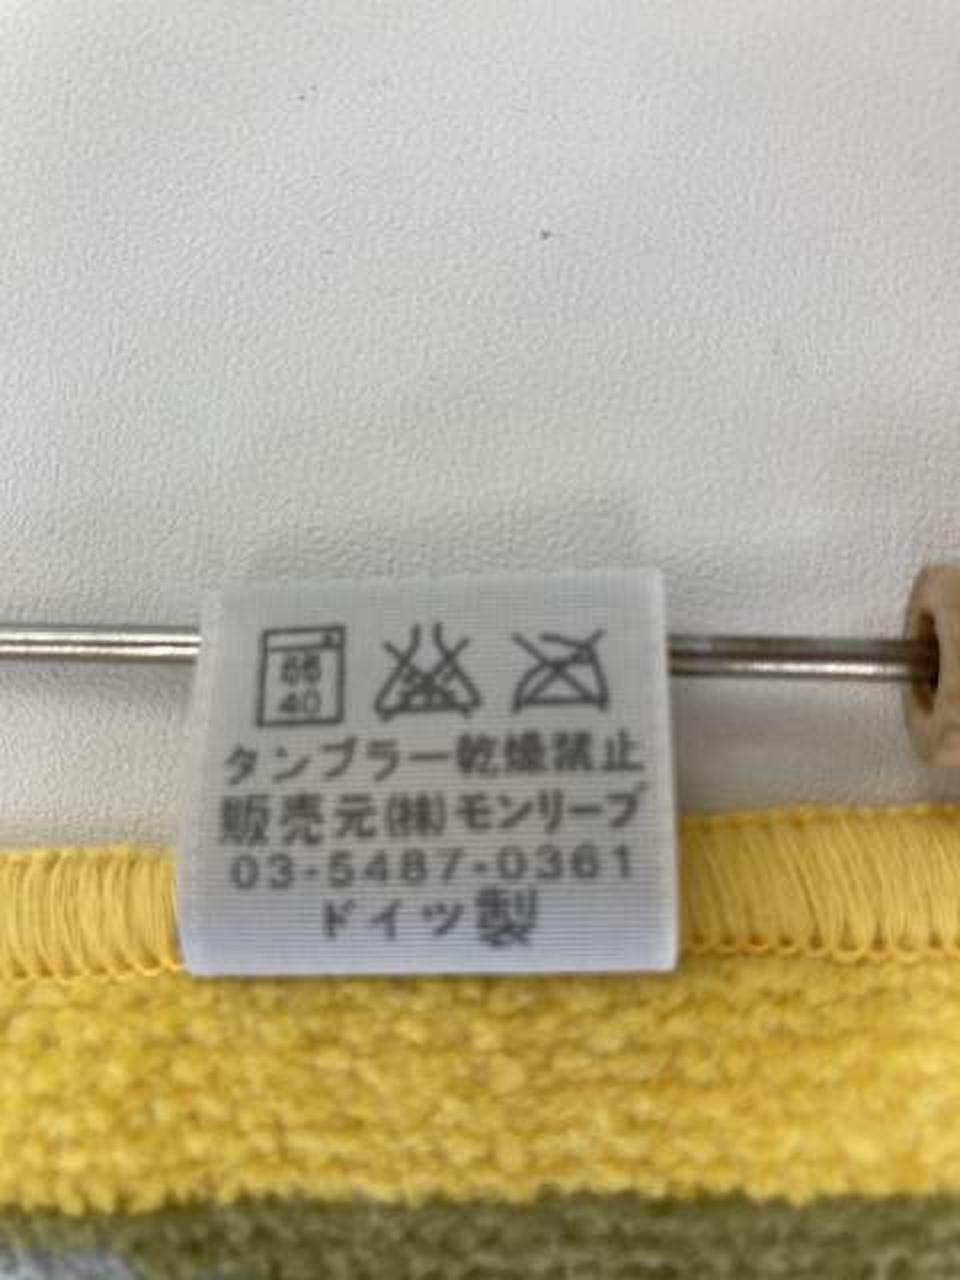 40
タンブラー乾燥禁止
販売元(株)モンリーブ
03-5487-0361
ドイツ製